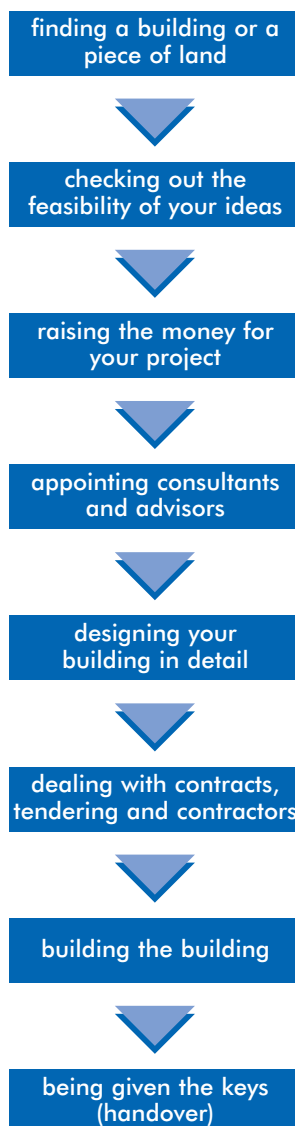 finding a building or a
piece of land
checking out the
feasibility of your ideas
raising the money for
your project
appointing consultants
and advisors
designing your
building in detail
dealing with contracts,
tendering and contractors
building the building
being given the keys
(handover)